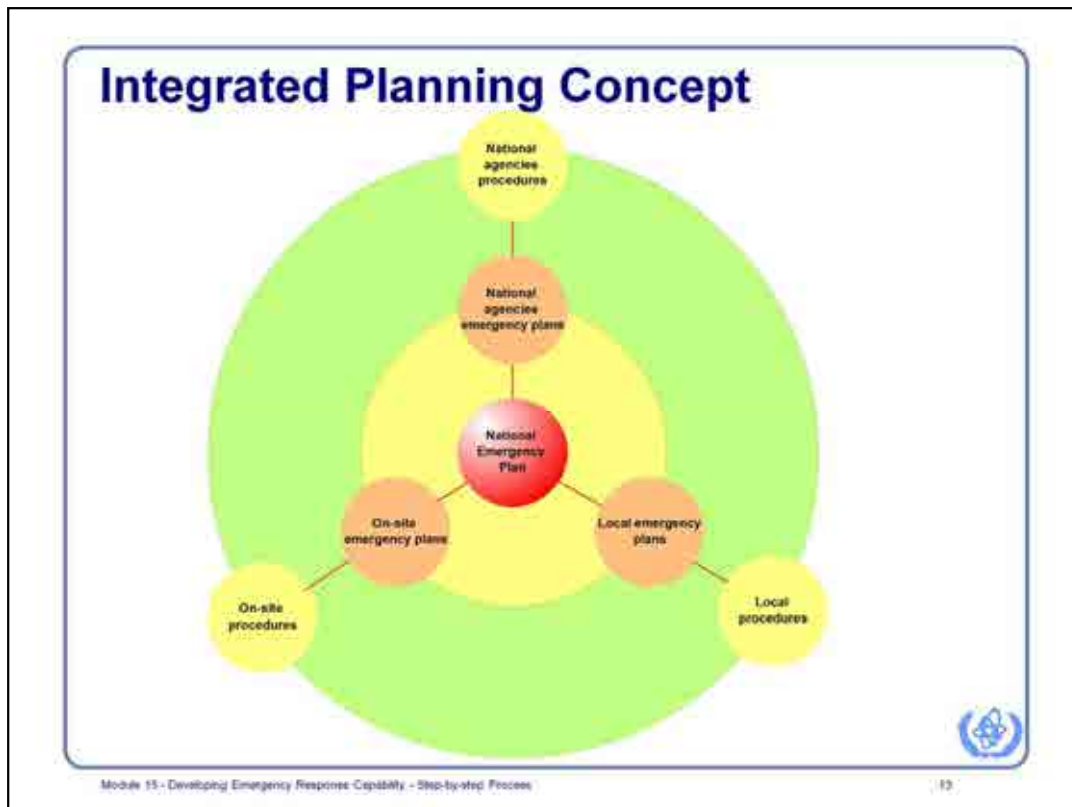 Integrated Planning Concept
National
agencies
procedures
National
agencies
emergency plans
National
Emergency
Plan
On-site
emergency plans
Local emergency
plans
On-site
procedures
Local
procedures
Module 15 - Developing Emergency Response Capability - Step-by-step Process
13